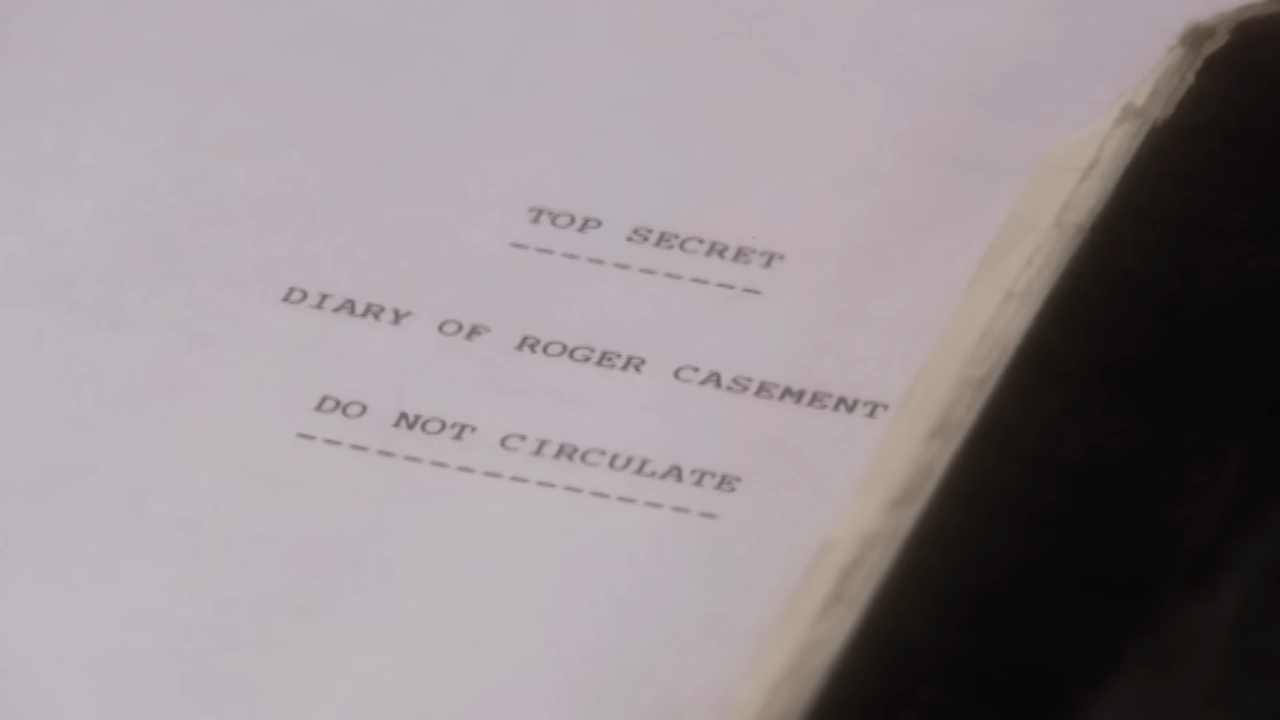 TOP SECRET
----------
DIARY OF ROGER CASEMENT
DO NOT CIRCULATE
----------------